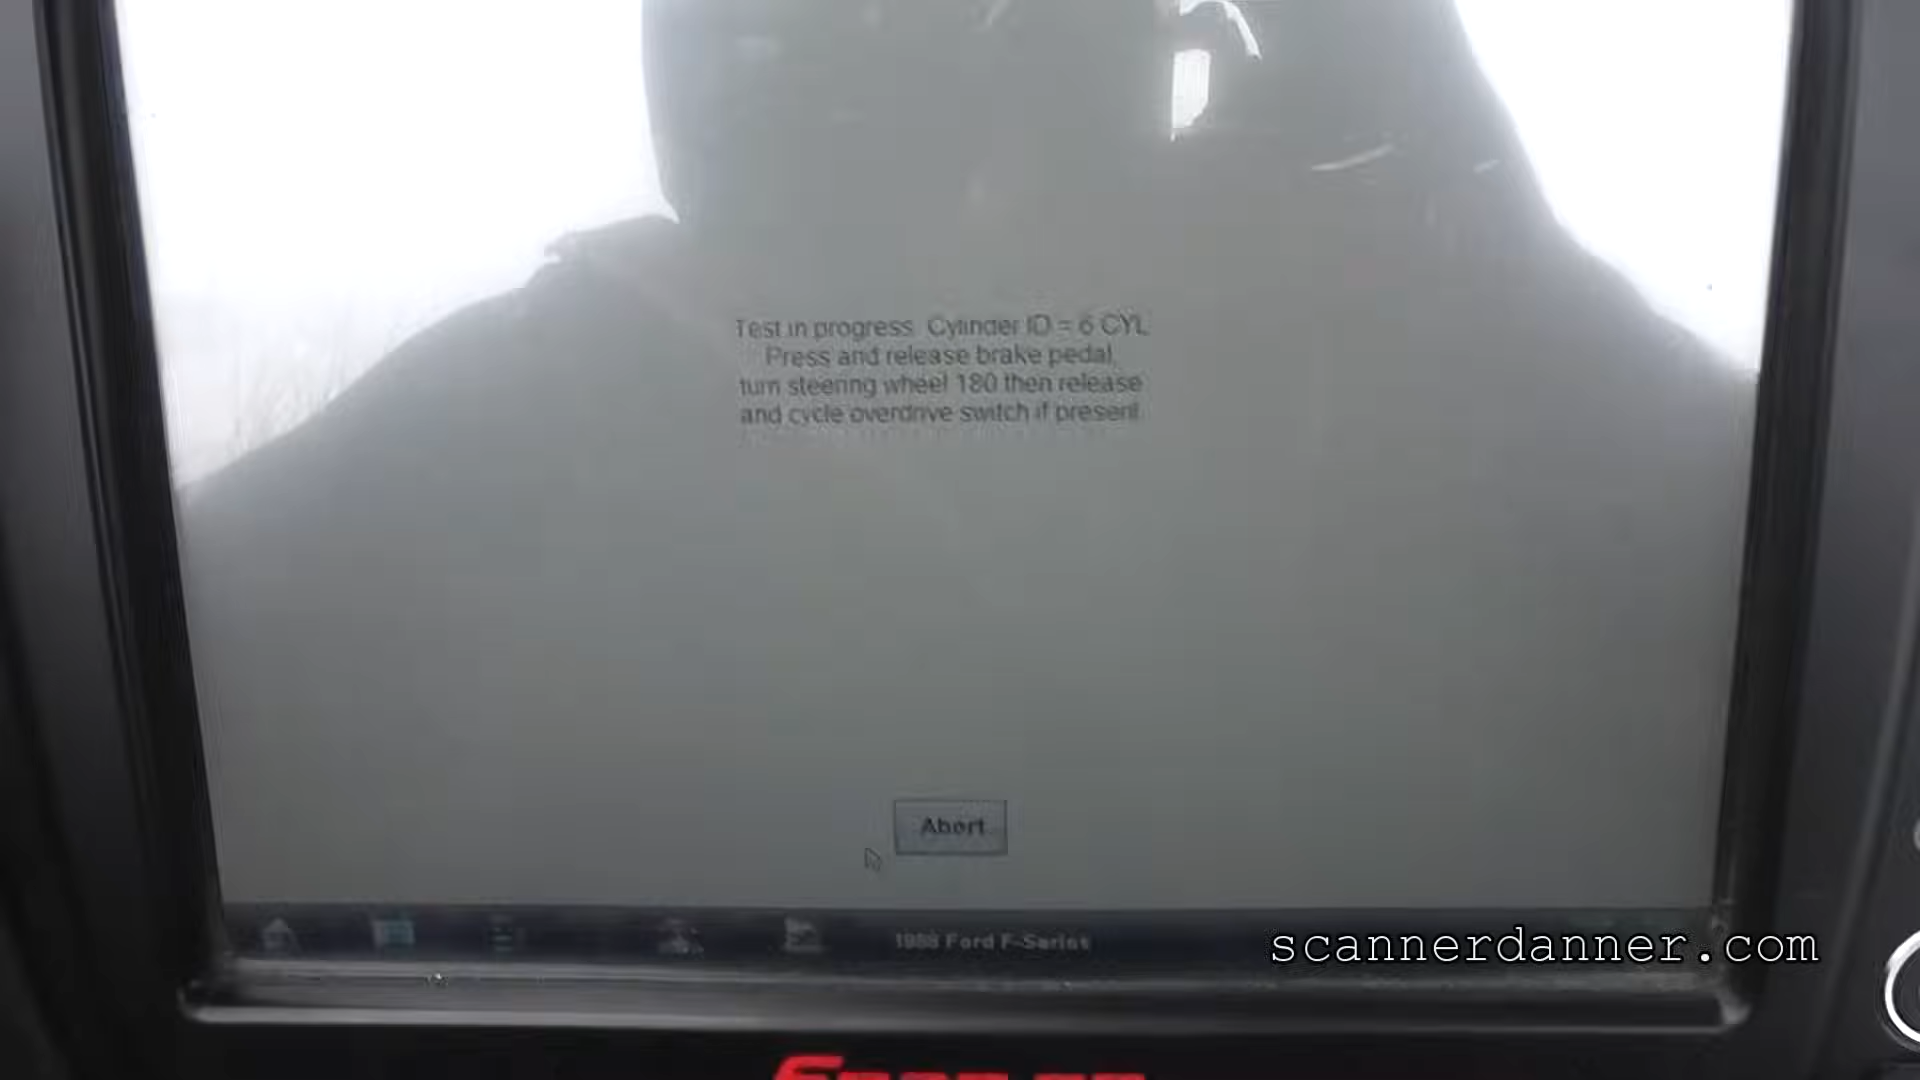 Test in progress. Cylinder ID = 6 CYL
Press and release brake pedal,
turn steering wheel 180 then release
and cycle overdrive switch if present.
Abort
1988 Ford F-Series
scannerdanner.com